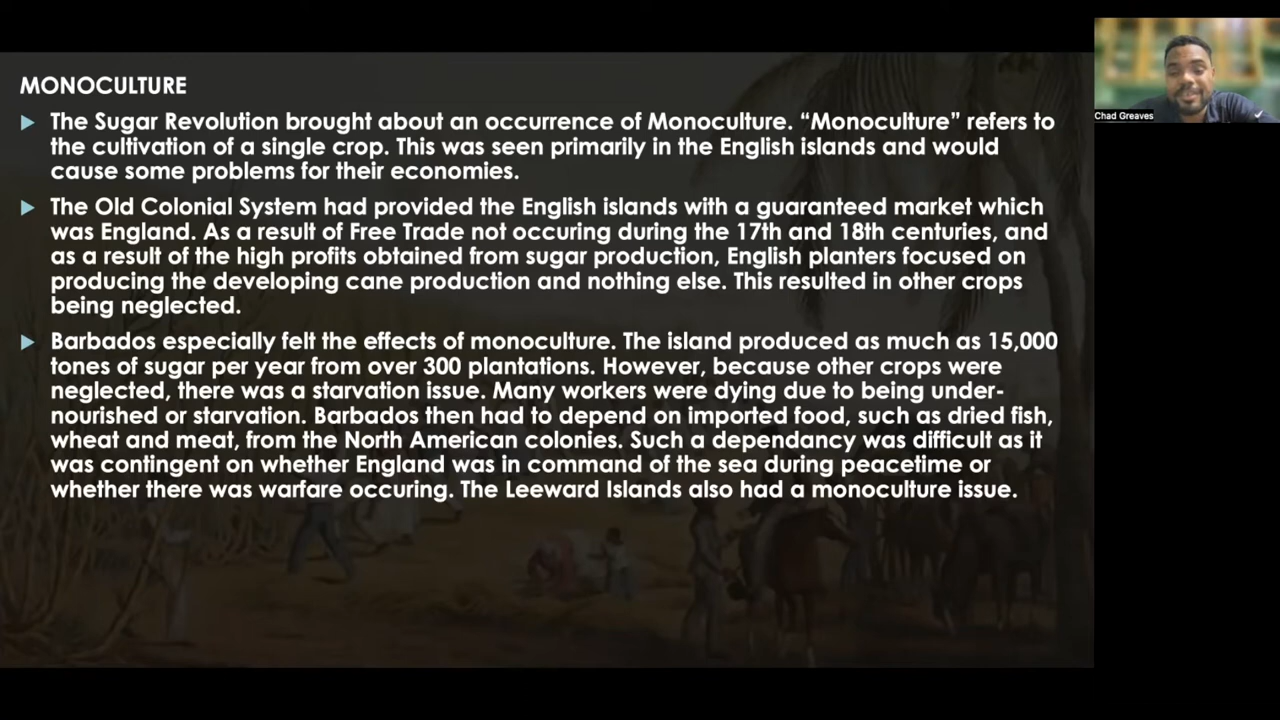 MONOCULTURE
The Sugar Revolution brought about an occurrence of Monoculture. “Monoculture” refers to
the cultivation of a single crop. This was seen primarily in the English islands and would
cause some problems for their economies.
The Old Colonial System had provided the English islands with a guaranteed market which
was England. As a result of Free Trade not occuring during the 17th and 18th centuries, and
as a result of the high profits obtained from sugar production, English planters focused on
producing the developing cane production and nothing else. This resulted in other crops
being neglected.
Barbados especially felt the effects of monoculture. The island produced as much as 15,000
tones of sugar per year from over 300 plantations. However, because other crops were
neglected, there was a starvation issue. Many workers were dying due to being under-
nourished or starvation. Barbados then had to depend on imported food, such as dried fish,
wheat and meat, from the North American colonies. Such a dependancy was difficult as it
was contingent on whether England was in command of the sea during peacetime or
whether there was warfare occuring. The Leeward Islands also had a monoculture issue.
Chad Greaves